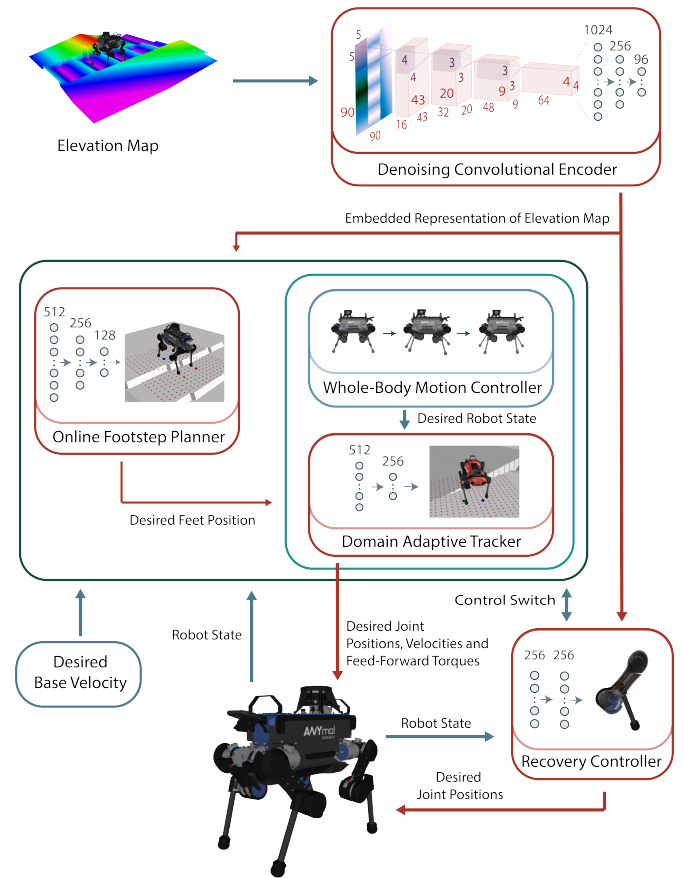 Elevation Map
5
5
90
90
4
4
43
16
43
3
3
20
32
20
3
3
9
48
9
64
4
4
1024
256
96
Denoising Convolutional Encoder
Embedded Representation of Elevation Map
512
256
128
Online Footstep Planner
Whole-Body Motion Controller
Desired Robot State
512
256
Domain Adaptive Tracker
Desired Feet Position
Control Switch
Robot State
Desired Joint
Positions, Velocities and
Feed-Forward Torques
Desired
Base Velocity
256
256
Recovery Controller
Robot State
Desired
Joint Positions
ANYmal